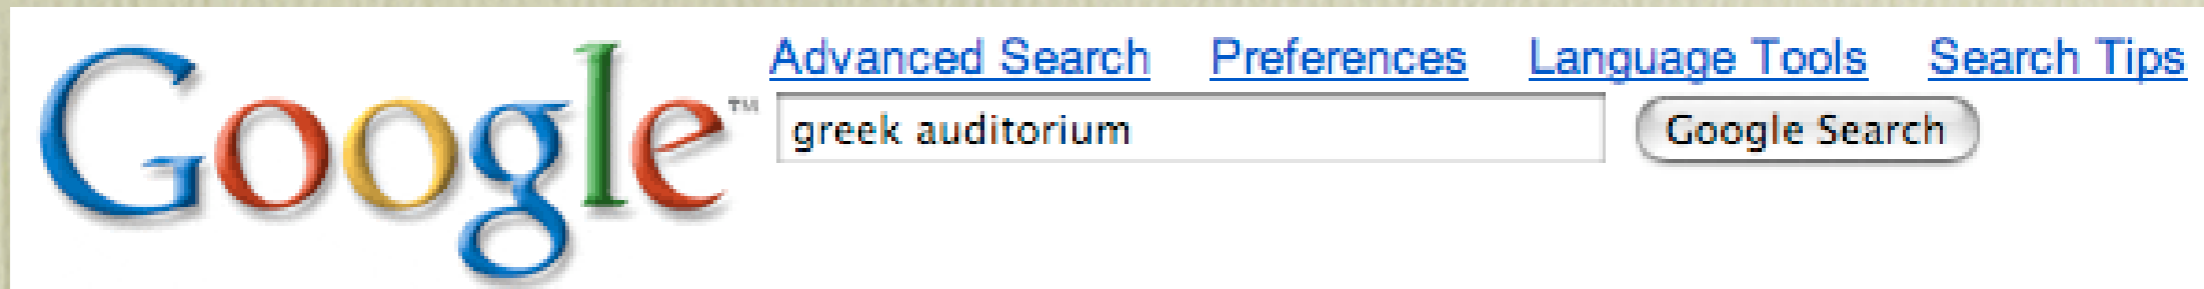 Google™
Advanced Search Preferences Language Tools Search Tips
greek auditorium Google Search